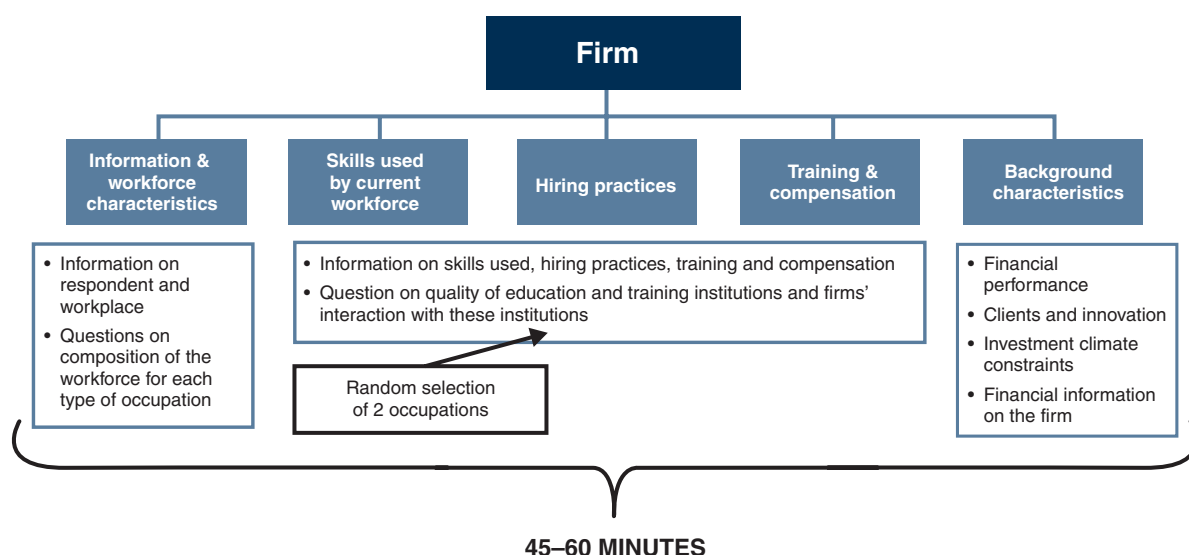 Firm
Information &
workforce
characteristics
Skills used
by current
workforce
Hiring practices
Training &
compensation
Background
characteristics
• Information on
respondent and
workplace
• Questions on
composition of the
workforce for each
type of occupation
• Information on skills used, hiring practices, training and compensation
• Question on quality of education and training institutions and firms'
interaction with these institutions
Random selection
of 2 occupations
• Financial
performance
• Clients and innovation
• Investment climate
constraints
• Financial information
on the firm
45–60 MINUTES